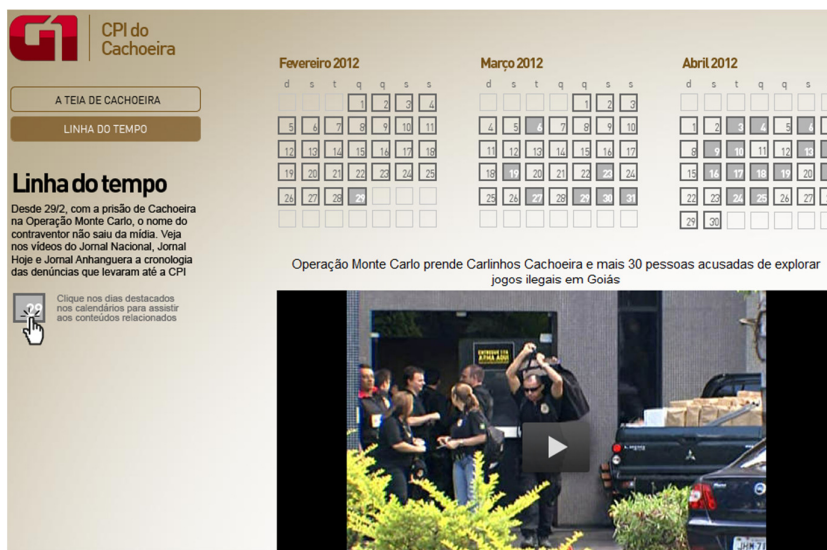 G1
CPI do
Cachoeira
A TEIA DE CACHOEIRA
LINHA DO TEMPO
Linha do tempo
Desde 29/2, com a prisão de Cachoeira
na Operação Monte Carlo, o nome do
contraventor não saiu da mídia. Veja
nos vídeos do Jornal Nacional, Jornal
Hoje e Jornal Anhanguera a cronologia
das denúncias que levaram até a CPI
29
Clique nos dias destacados
nos calendários para assistir
aos conteúdos relacionados
Fevereiro 2012
d s t q q s s
1 2 3 4
5 6 7 8 9 10 11
12 13 14 15 16 17 18
19 20 21 22 23 24 25
26 27 28 29
Março 2012
d s t q q s s
1 2 3
4 5 6 7 8 9 10
11 12 13 14 15 16 17
18 19 20 21 22 23 24
25 26 27 28 29 30 31
Abril 2012
d s t q q s
1 2 3 4 5 6
8 9 10 11 12 13
15 16 17 18 19 20
22 23 24 25 26 27
29 30
Operação Monte Carlo prende Carlinhos Cachoeira e mais 30 pessoas acusadas de explorar
jogos ilegais em Goiás
ENTREGUE SUA
ARMA AQUI